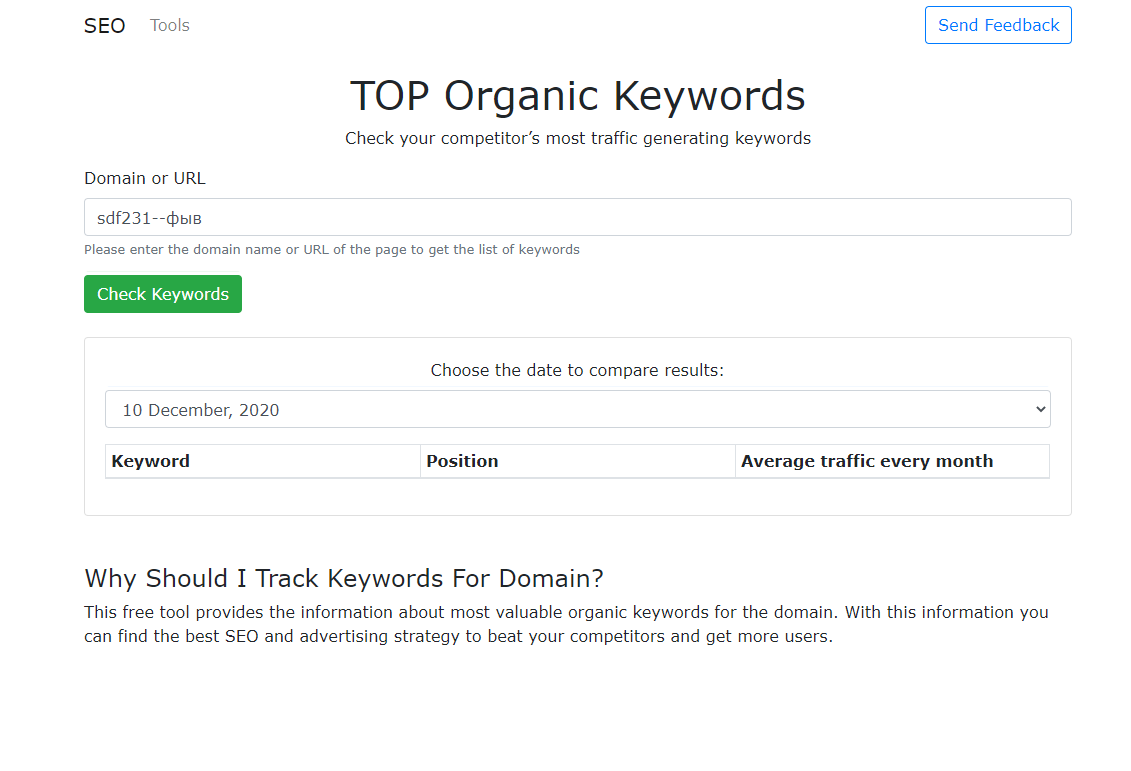 SEO Tools Send Feedback
TOP Organic Keywords
Check your competitor’s most traffic generating keywords
Domain or URL
sdf231--фыв
Please enter the domain name or URL of the page to get the list of keywords
Check Keywords
Choose the date to compare results:
10 December, 2020
Keyword Position Average traffic every month
Why Should I Track Keywords For Domain?
This free tool provides the information about most valuable organic keywords for the domain. With this information you
can find the best SEO and advertising strategy to beat your competitors and get more users.